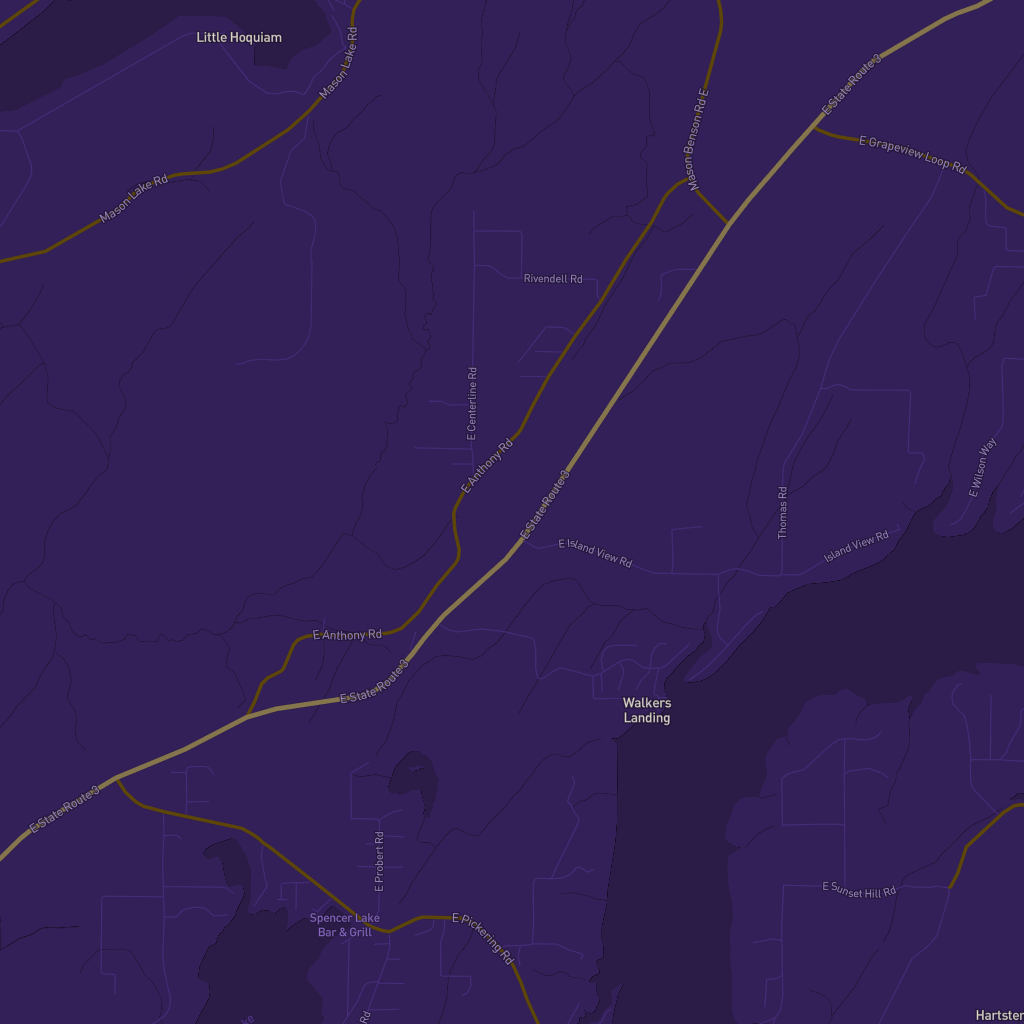 Little Hoquiam
Mason Lake Rd
E State Route 3
Mason Benson Rd E
E Grapeview Loop Rd
Mason Lake Rd
Rivendell Rd
E Centerline Rd
E Anthony Rd
E Wilson Way
E State Route 3
Thomas Rd
E Island View Rd
Island View Rd
E Anthony Rd
E State Route 3
Walkers
Landing
E State Route 3
E Probert Rd
E Sunset Hill Rd
Spencer Lake
Bar & Grill
E Pickering Rd
Rd
Hartster